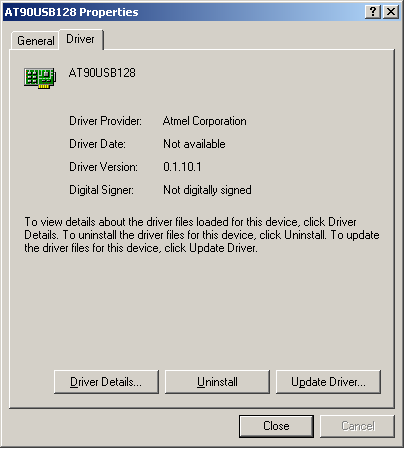 AT90USB128 Properties
General Driver
AT90USB128
Driver Provider: Atmel Corporation
Driver Date: Not available
Driver Version: 0.1.10.1
Digital Signer: Not digitally signed
To view details about the driver files loaded for this device, click Driver
Details. To uninstall the driver files for this device, click Uninstall. To update
the driver files for this device, click Update Driver.
Driver Details... Uninstall Update Driver...
Close Cancel